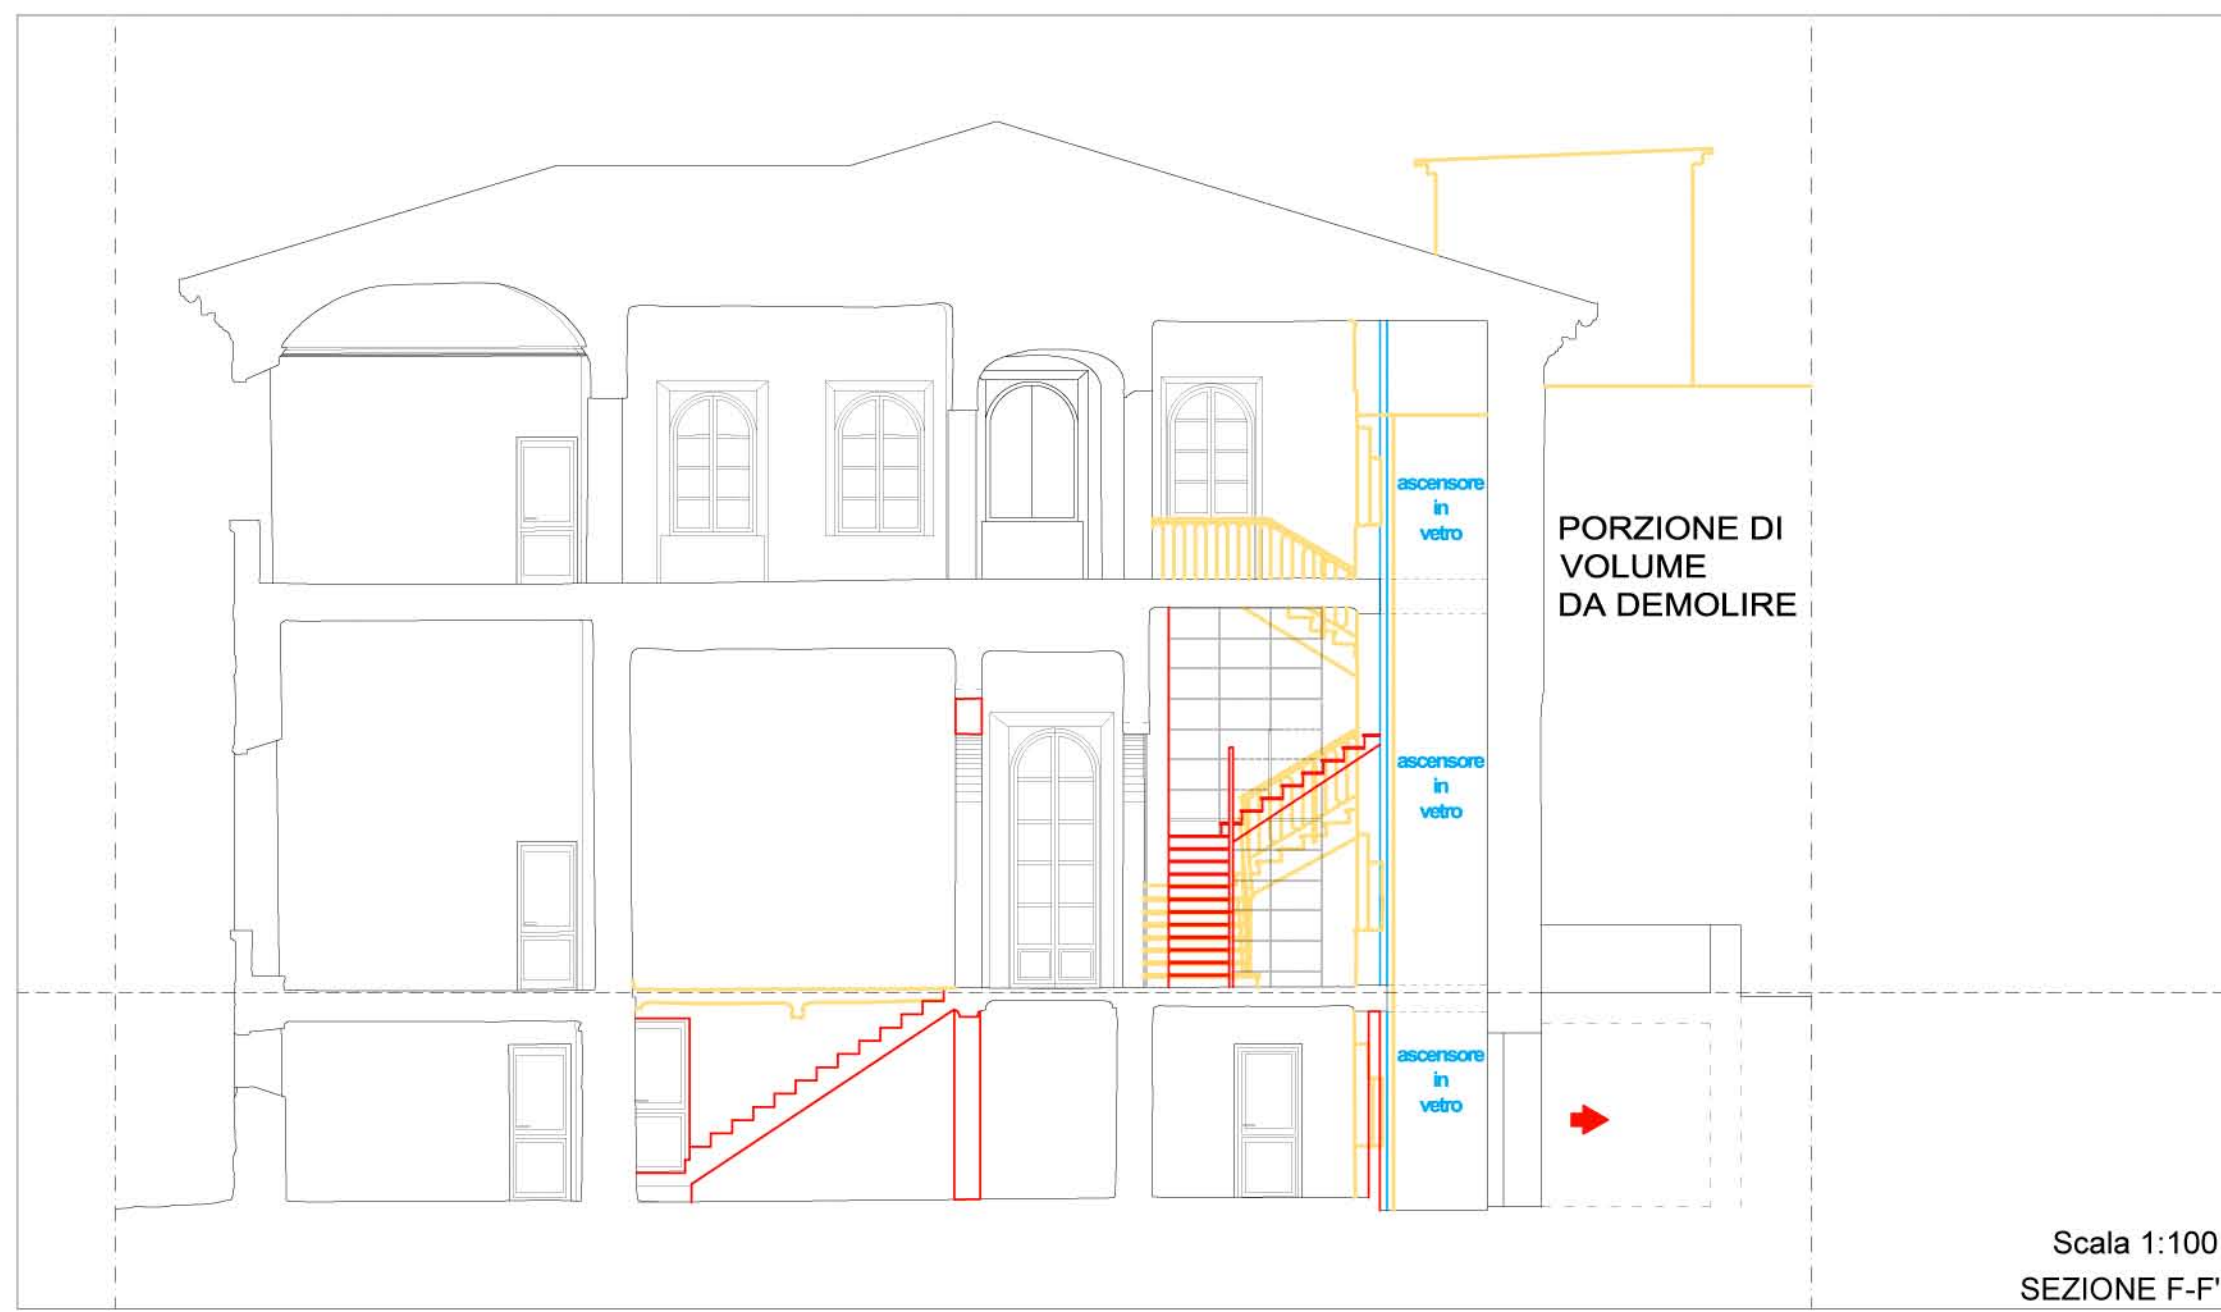 ascensore
in
vetro
PORZIONE DI
VOLUME
DA DEMOLIRE
ascensore
in
vetro
ascensore
in
vetro
Scala 1:100
SEZIONE F-F'